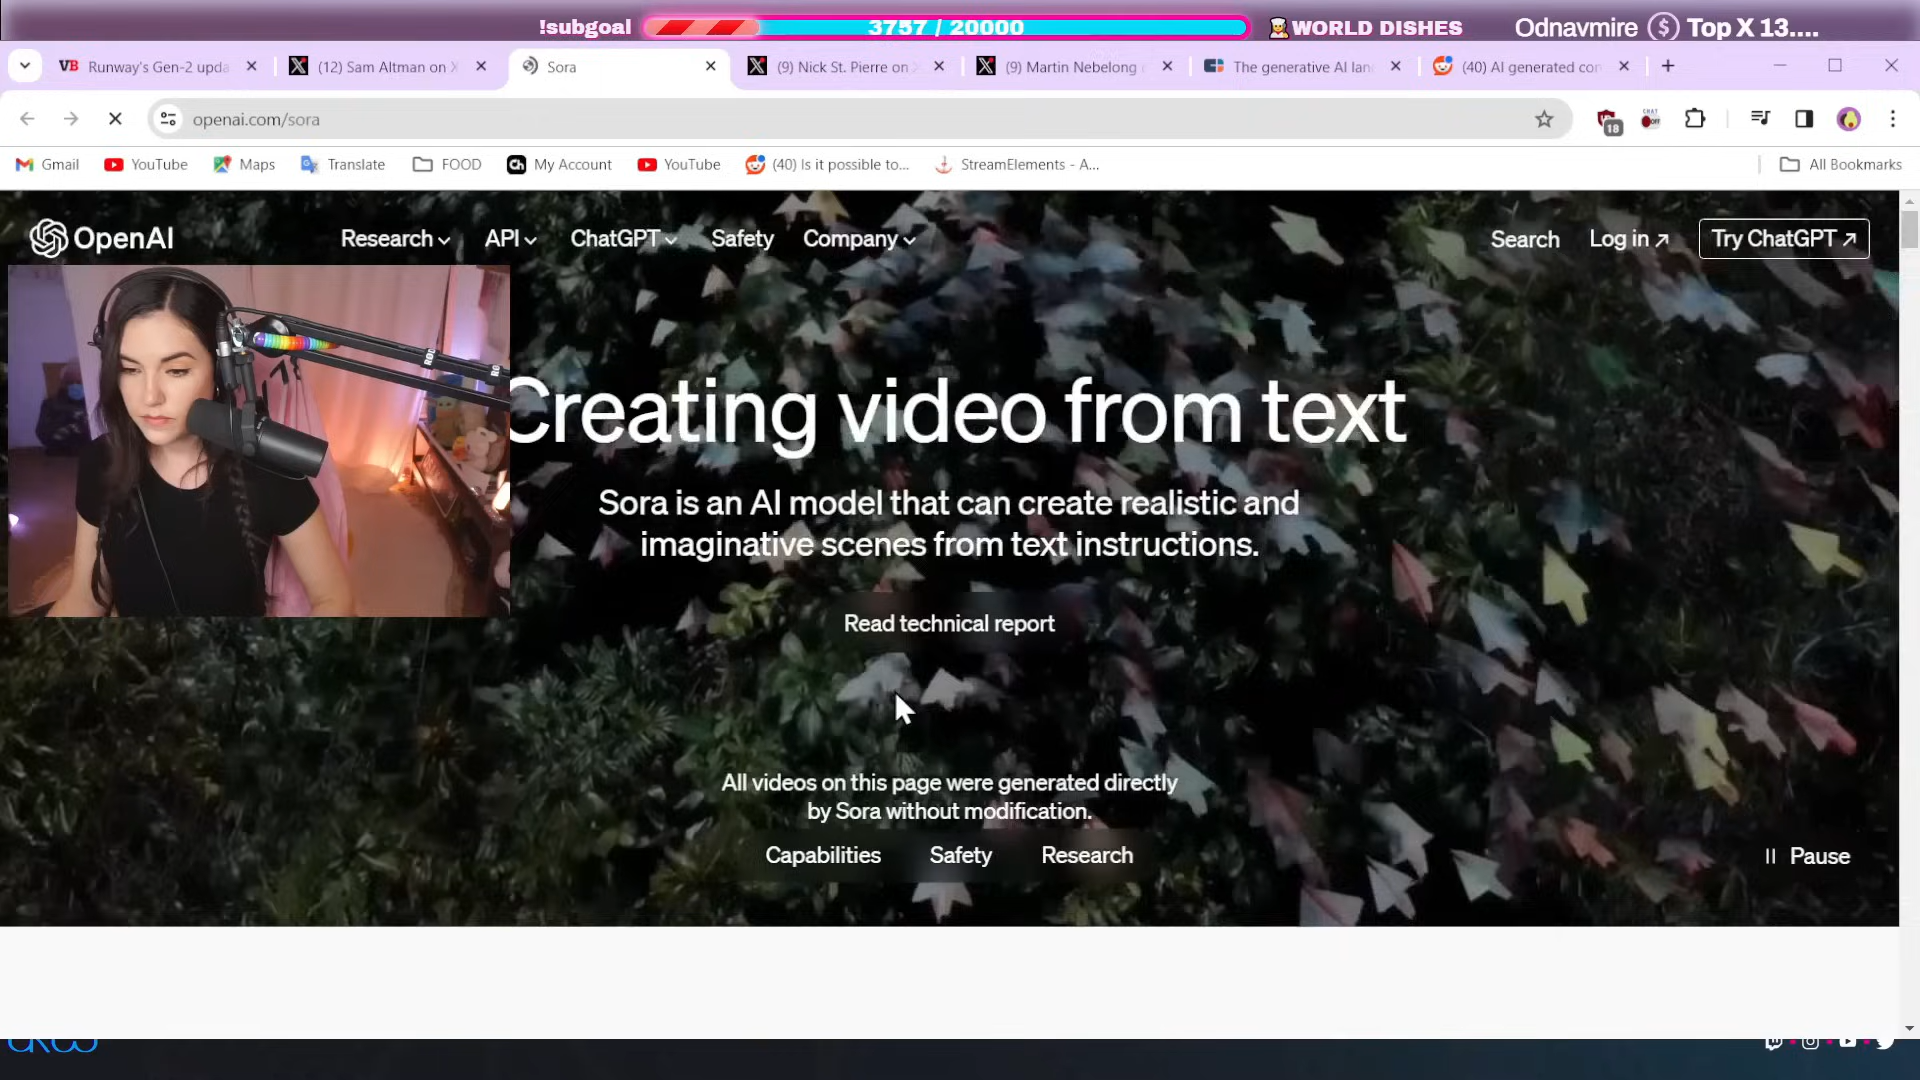 !subgoal 3757 / 20000 WORLD DISHES Odnavmire $ Top X 13....
VB Runway's Gen-2 upda (12) Sam Altman on X Sora (9) Nick St. Pierre on (9) Martin Nebelong The generative AI lan (40) AI generated con
openai.com/sora
18
Gmail YouTube Maps Translate FOOD My Account YouTube (40) Is it possible to... StreamElements - A... All Bookmarks
OpenAI Research API ChatGPT Safety Company Search Log in Try ChatGPT
Creating video from text
Sora is an AI model that can create realistic and
imaginative scenes from text instructions.
Read technical report
All videos on this page were generated directly
by Sora without modification.
Capabilities Safety Research
Pause